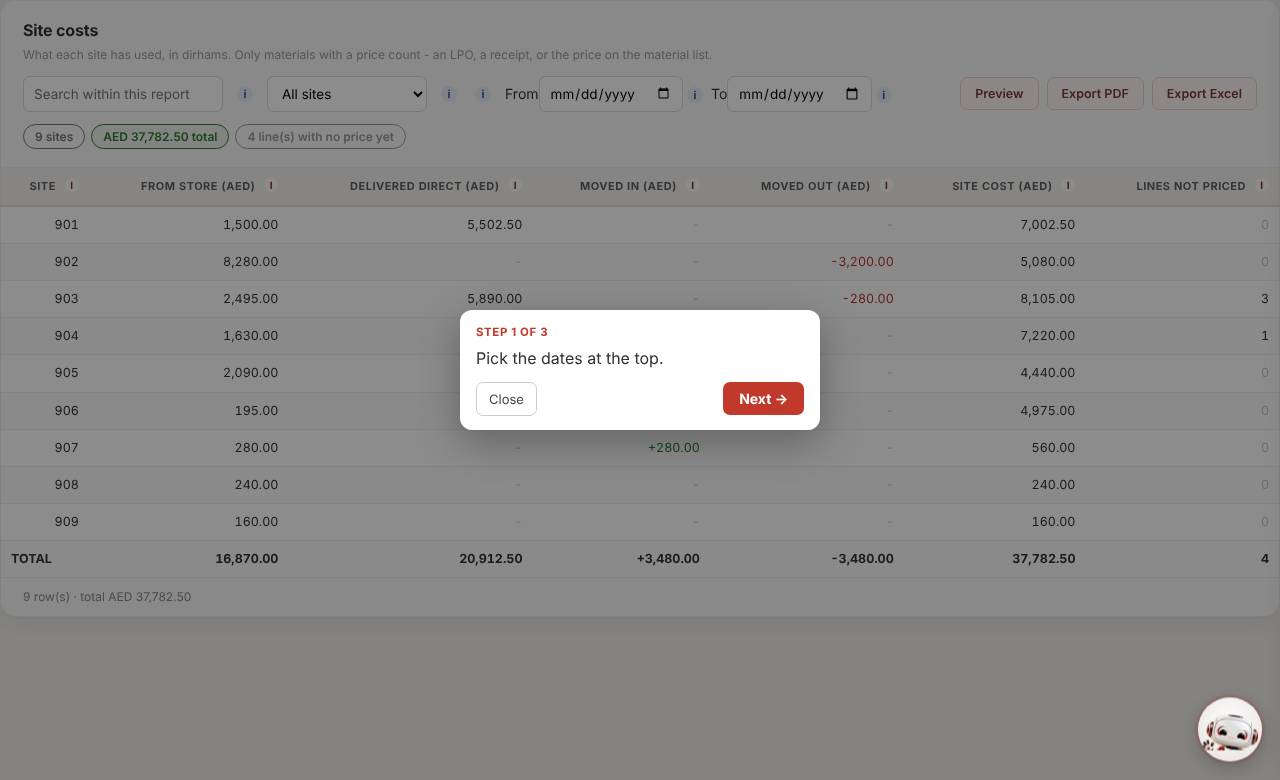 Site costs
What each site has used, in dirhams. Only materials with a price count - an LPO, a receipt, or the price on the material list.
Search within this report i All sites i i From mm/dd/yyyy i To mm/dd/yyyy i Preview Export PDF Export Excel
9 sites AED 37,782.50 total 4 line(s) with no price yet
SITE I FROM STORE (AED) I DELIVERED DIRECT (AED) I MOVED IN (AED) I MOVED OUT (AED) I SITE COST (AED) I LINES NOT PRICED I
901 1,500.00 5,502.50 - - 7,002.50 0
902 8,280.00 - - -3,200.00 5,080.00 0
903 2,495.00 5,890.00 - -280.00 8,105.00 3
904 1,630.00 - 7,220.00 1
905 2,090.00 - 4,440.00 0
906 195.00 - 4,975.00 0
907 280.00 - +280.00 - 560.00 0
908 240.00 - - - 240.00 0
909 160.00 - - - 160.00 0
TOTAL 16,870.00 20,912.50 +3,480.00 -3,480.00 37,782.50 4
9 row(s) · total AED 37,782.50
STEP 1 OF 3
Pick the dates at the top.
Close Next →